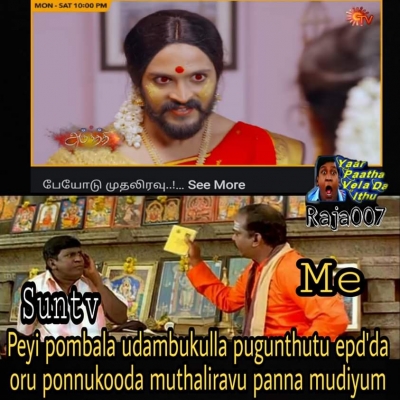 MON - SAT 10:00 PM
பேயோடு முதலிரவு..!... See More
Yaar
Paatha
Vela Da
Ithu
Raja007
Me
Suntv
Peyi pombala udambukulla pugunthutu epd'da
oru ponnukooda muthaliravu panna mudiyum